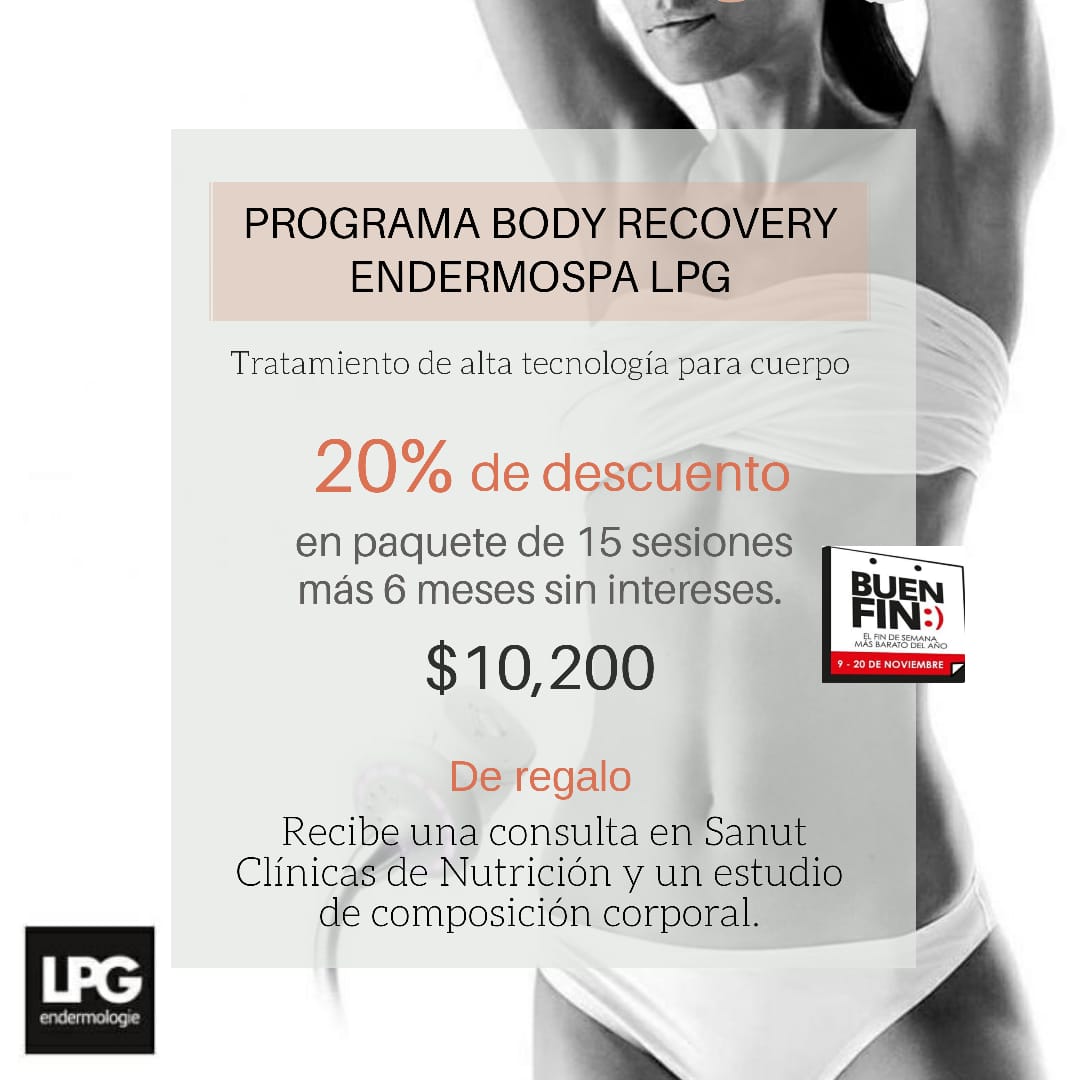 PROGRAMA BODY RECOVERY
ENDERMOSPA LPG
Tratamiento de alta tecnología para cuerpo
20% de descuento
en paquete de 15 sesiones
más 6 meses sin intereses.
$10,200
BUEN
FIN:)
EL FIN DE SEMANA
MÁS BARATO DEL AÑO
9 - 20 DE NOVIEMBRE
De regalo
Recibe una consulta en Sanut
Clínicas de Nutrición y un estudio
de composición corporal.
LPG
endermologie